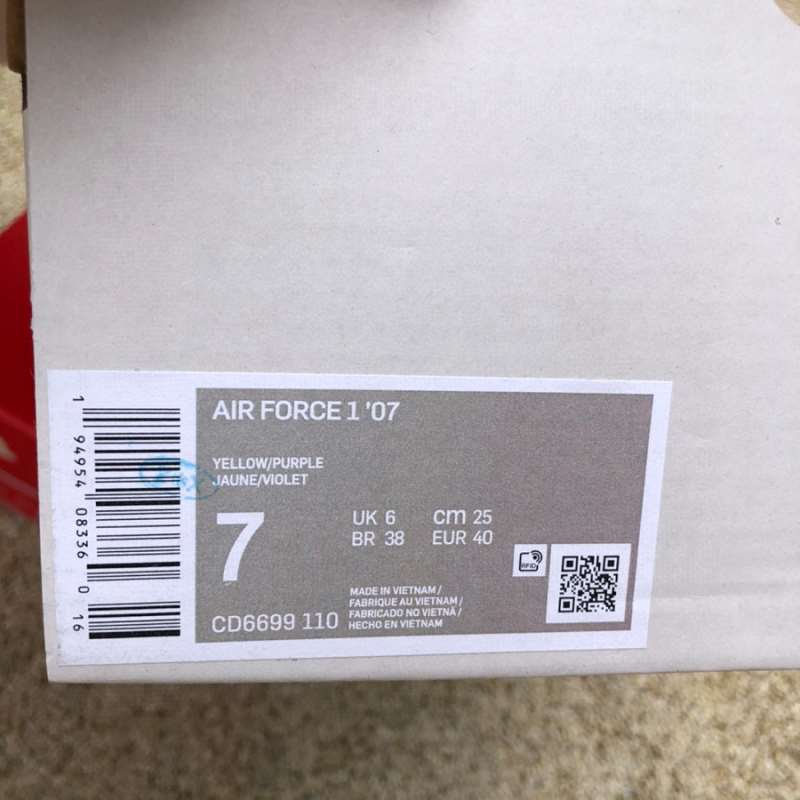 AIR FORCE 1 '07
YELLOW/PURPLE
JAUNE/VIOLET
7
UK 6 cm 25
BR 38 EUR 40
RFID
CD6699 110
MADE IN VIETNAM /
FABRIQUE AU VIETNAM /
FABRICADO NO VIETNÃ /
HECHO EN VIETNAM
1 94954 08336 0 16